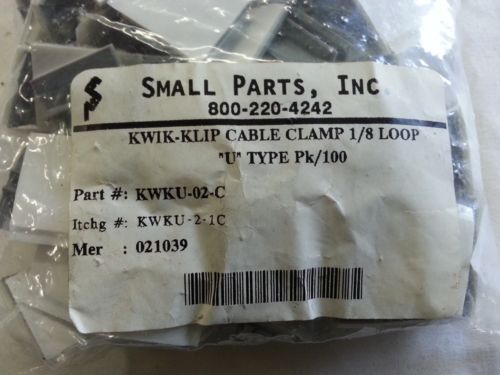 SMALL PARTS, INC.
800-220-4242
KWIK-KLIP CABLE CLAMP 1/8 LOOP
"U" TYPE Pk/100
Part #: KWKU-02-C
Itchg #: KWKU-2-1C
Mer : 021039